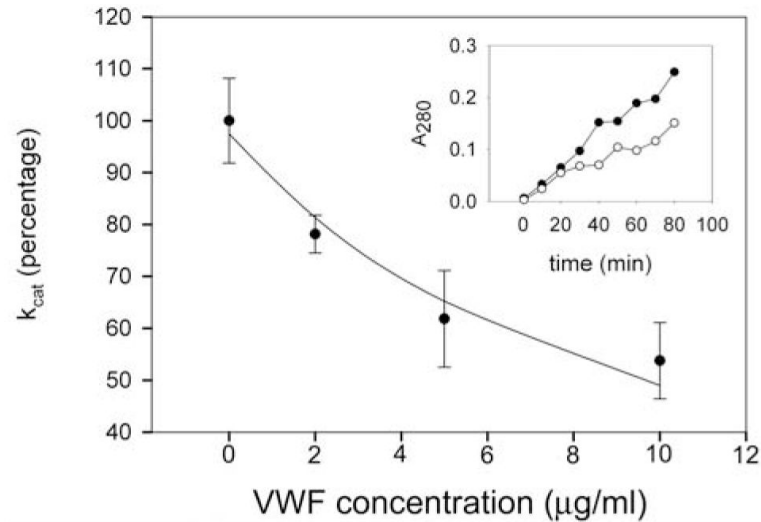 120
110
100
90
80
70
60
50
40
k_cat (percentage)
0 2 4 6 8 10 12
VWF concentration (μg/ml)
0.3
0.2
0.1
0.0
A_280
0 20 40 60 80 100
time (min)